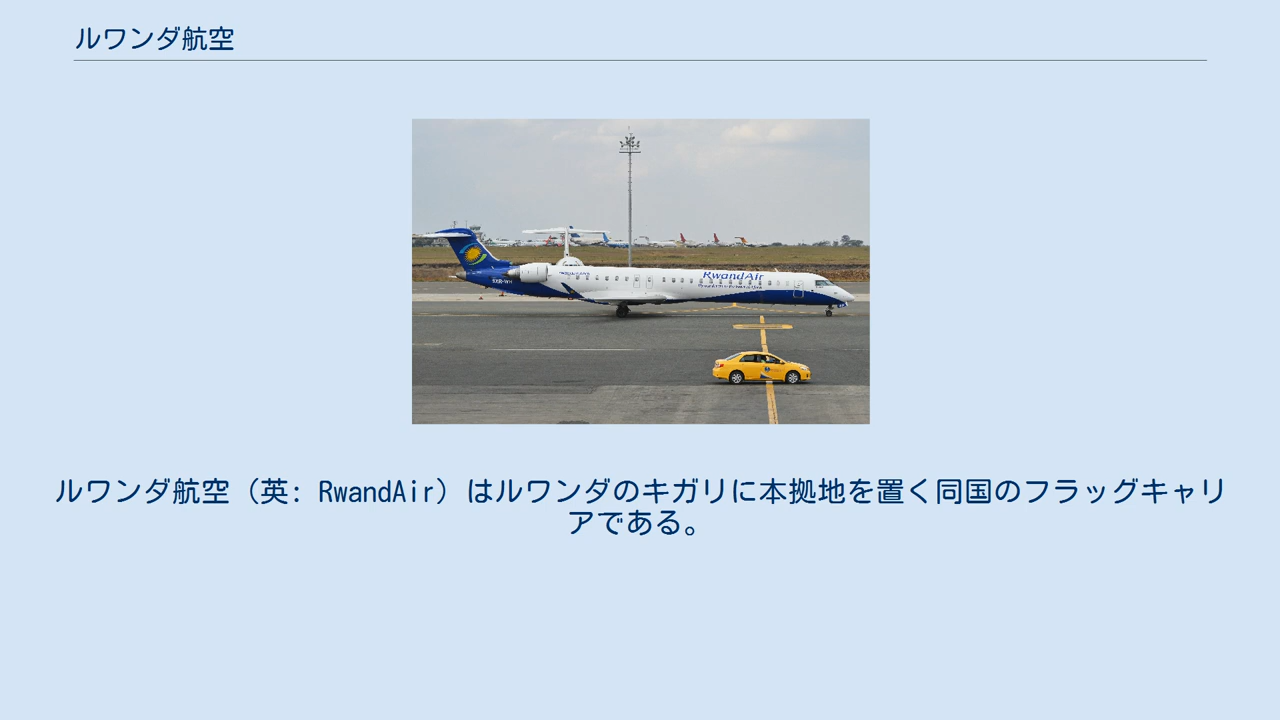 ルワンダ航空
RwandAir
ルワンダ航空（英: RwandAir）はルワンダのキガリに本拠地を置く同国のフラッグキャリ
アである。